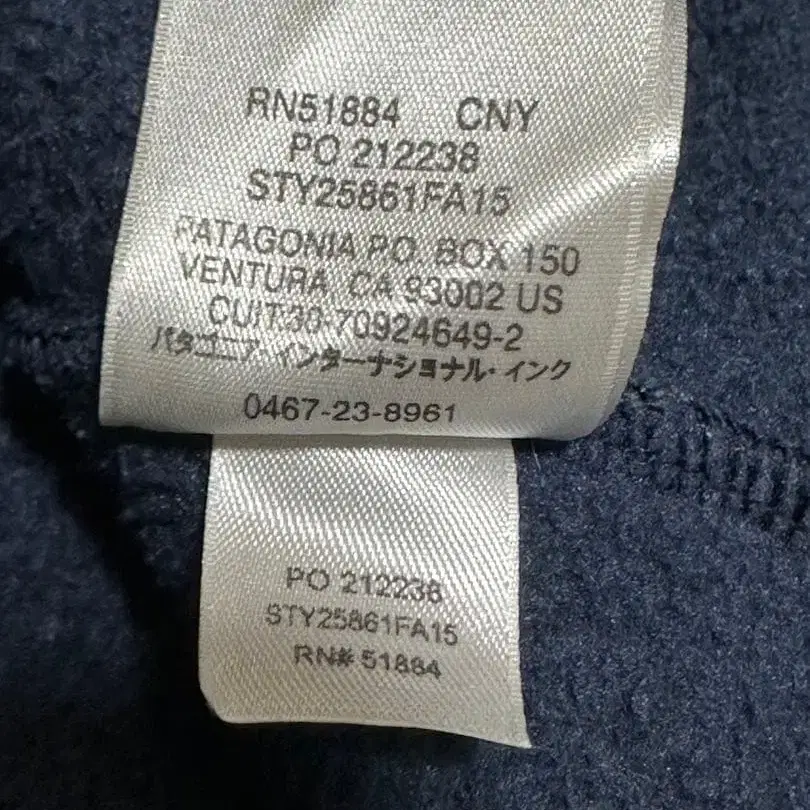 RN51884 CNY
PO 212238
STY25861FA15
PATAGONIA P.O. BOX 150
VENTURA, CA 93002 US
CUIT:30-70924649-2
パタゴニア・インターナショナル・インク
0467-23-8961
PO 212238
STY25861FA15
RN# 51884